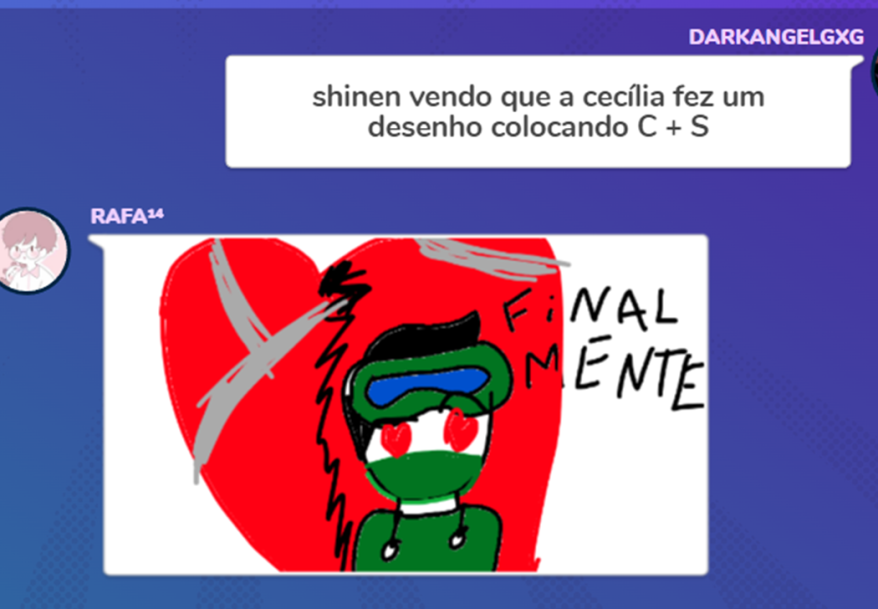 DARKANGELGXG
shinen vendo que a cecília fez um
desenho colocando C + S
RAFA¹⁴
FiNAL
MENTE